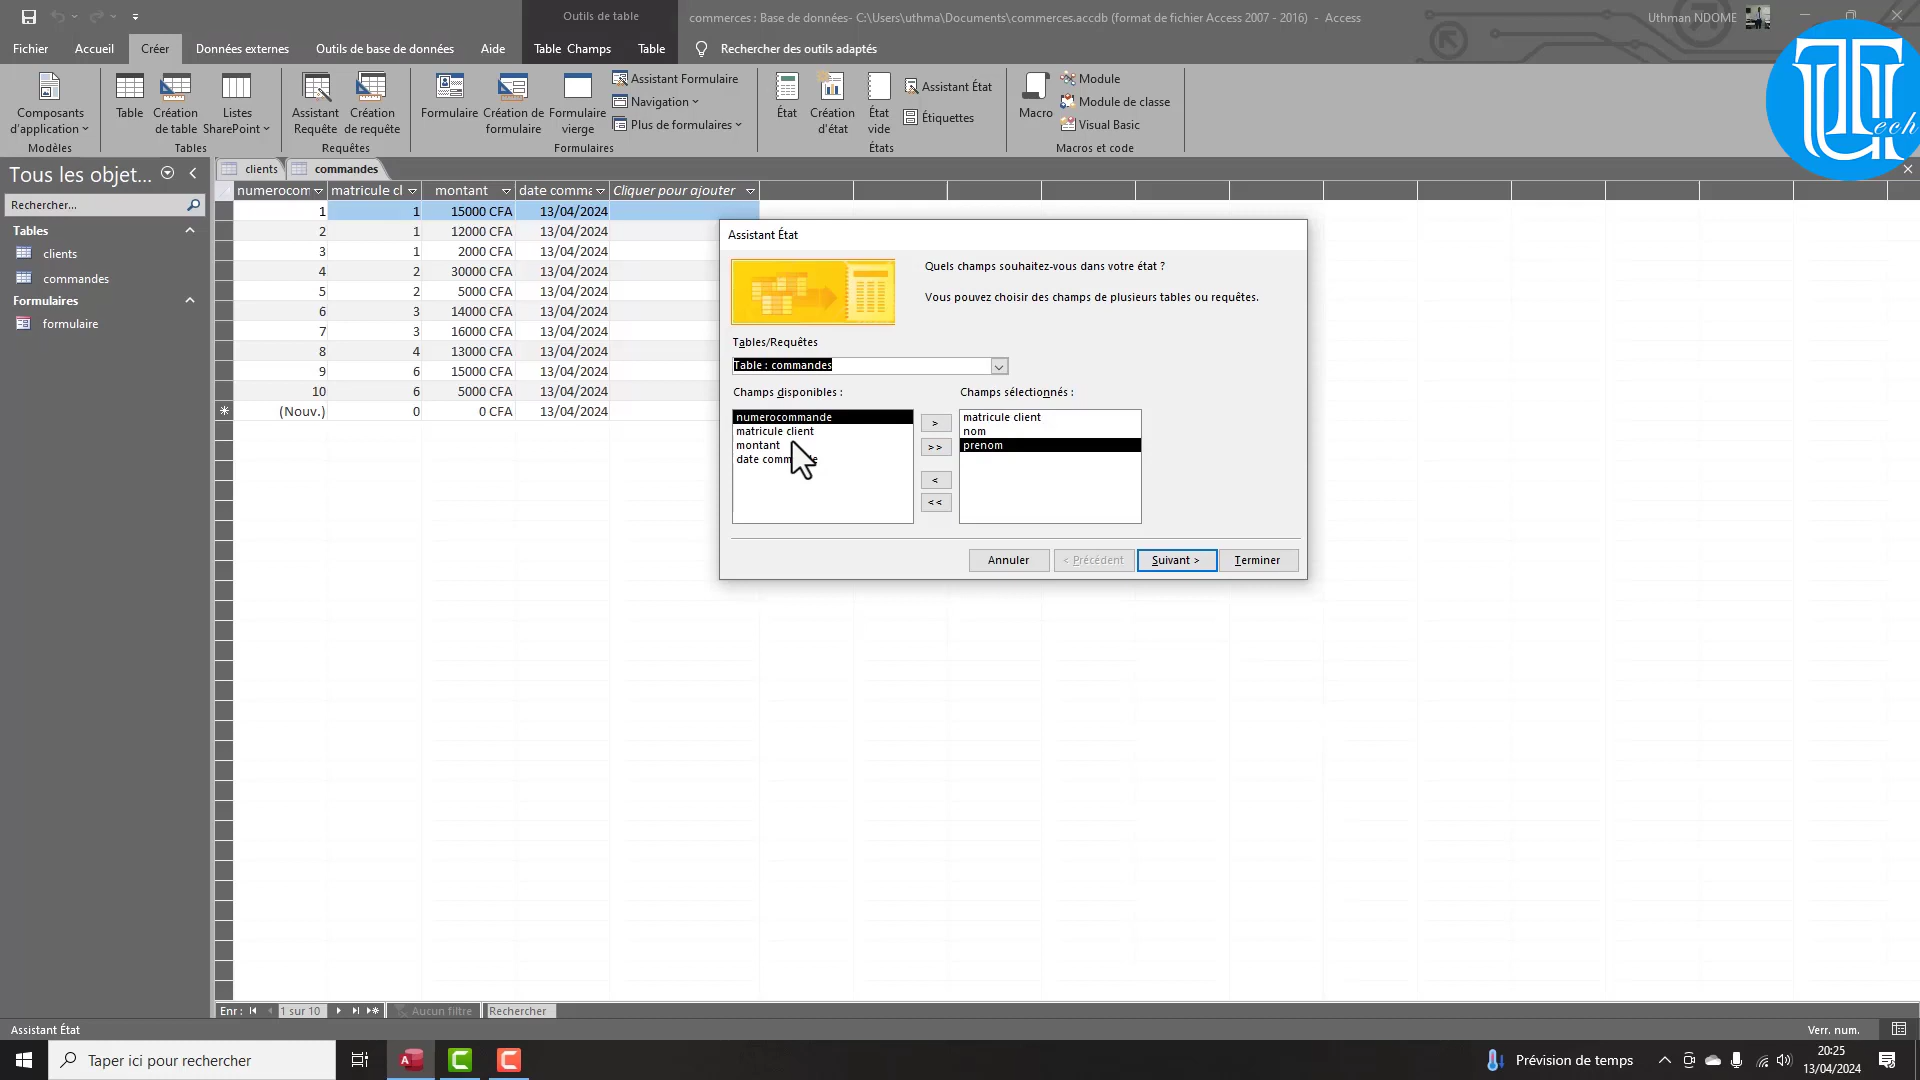 Outils de table
commerces : Base de données- C:\Users\uthma\Documents\commerces.accdb (format de fichier Access 2007 - 2016) - Access
Uthman NDOME
Fichier Accueil Créer Données externes Outils de base de données Aide Table Champs Table Rechercher des outils adaptés
Composants d'application
Modèles
Table
Création de table
Listes SharePoint
Tables
Assistant Requête
Création de requête
Requêtes
Formulaire
Création de formulaire
Formulaire vierge
Assistant Formulaire
Navigation
Plus de formulaires
Formulaires
État
Création d'état
État vide
Assistant État
Étiquettes
États
Macro
Module
Module de classe
Visual Basic
Macros et code
UTech
Tous les objet...
Rechercher...
Tables
clients
commandes
Formulaires
formulaire
clients commandes
numerocom matricule cl montant date comma Cliquer pour ajouter
1 1 15000 CFA 13/04/2024
2 1 12000 CFA 13/04/2024
3 1 2000 CFA 13/04/2024
4 2 30000 CFA 13/04/2024
5 2 5000 CFA 13/04/2024
6 3 14000 CFA 13/04/2024
7 3 16000 CFA 13/04/2024
8 4 13000 CFA 13/04/2024
9 6 15000 CFA 13/04/2024
10 6 5000 CFA 13/04/2024
* (Nouv.) 0 0 CFA 13/04/2024
Assistant État
Quels champs souhaitez-vous dans votre état ?
Vous pouvez choisir des champs de plusieurs tables ou requêtes.
Tables/Requêtes
Table : commandes
Champs disponibles :
numerocommande
matricule client
montant
date comm e
>
>>
<
<<
Champs sélectionnés :
matricule client
nom
prenom
Annuler < Précédent Suivant > Terminer
Enr : 1 sur 10 Aucun filtre Rechercher
Assistant État
Verr. num.
Taper ici pour rechercher
Prévision de temps
20:25
13/04/2024